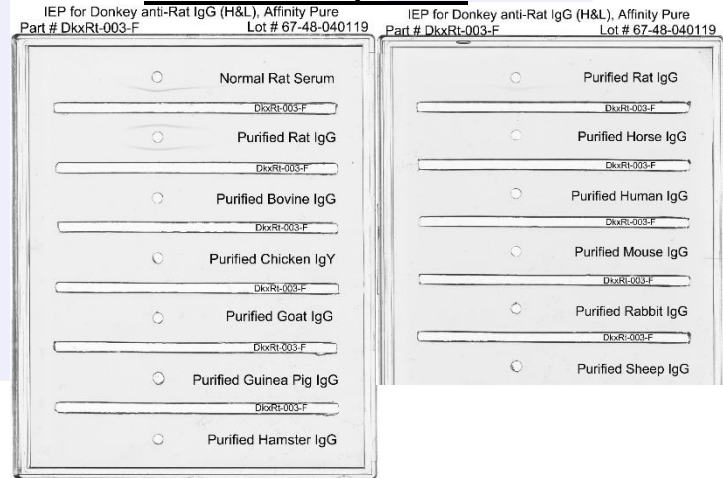 IEP for Donkey anti-Rat IgG (H&L), Affinity Pure
Part # DkxRt-003-F Lot # 67-48-040119
Normal Rat Serum
DkxRt-003-F
Purified Rat IgG
DkxRt-003-F
Purified Bovine IgG
DkxRt-003-F
Purified Chicken IgY
DkxRt-003-F
Purified Goat IgG
DkxRt-003-F
Purified Guinea Pig IgG
DkxRt-003-F
Purified Hamster IgG
IEP for Donkey anti-Rat IgG (H&L), Affinity Pure
Part # DkxRt-003-F Lot # 67-48-040119
Purified Rat IgG
DkxRt-003-F
Purified Horse IgG
DkxRt-003-F
Purified Human IgG
DkxRt-003-F
Purified Mouse IgG
DkxRt-003-F
Purified Rabbit IgG
DkxRt-003-F
Purified Sheep IgG